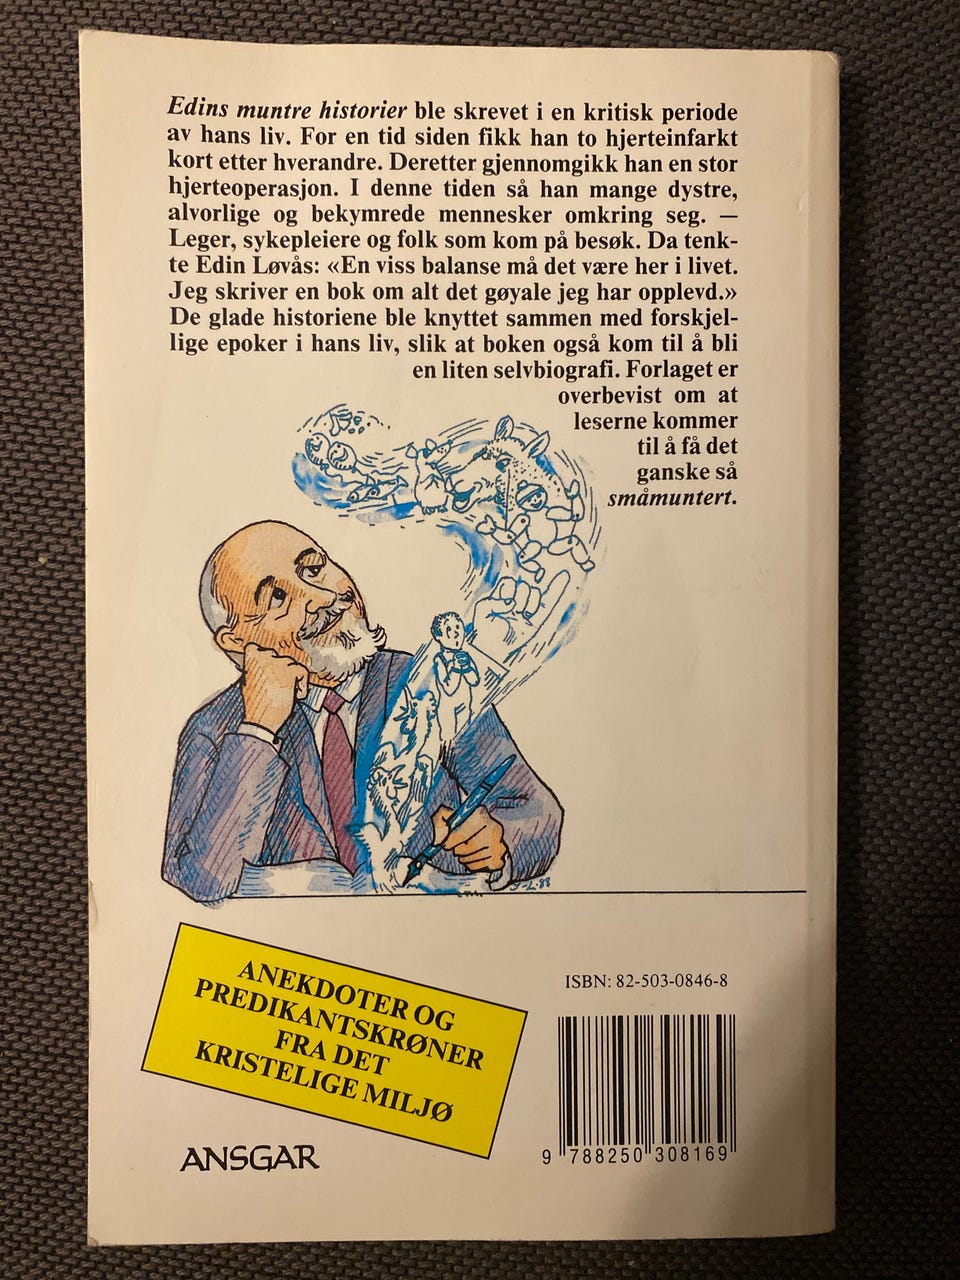 Edins muntre historier ble skrevet i en kritisk periode
av hans liv. For en tid siden fikk han to hjerteinfarkt
kort etter hverandre. Deretter gjennomgikk han en stor
hjerteoperasjon. I denne tiden så han mange dystre,
alvorlige og bekymrede mennesker omkring seg. —
Leger, sykepleiere og folk som kom på besøk. Da tenk-
te Edin Løvås: «En viss balanse må det være her i livet.
Jeg skriver en bok om alt det gøyale jeg har opplevd.»
De glade historiene ble knyttet sammen med forskjel-
lige epoker i hans liv, slik at boken også kom til å bli
en liten selvbiografi. Forlaget er
overbevist om at
leserne kommer
til å få det
ganske så
småmuntert.
ANEKDOTER OG
PREDIKANTSKRØNER
FRA DET
KRISTELIGE MILJØ
ANSGAR
ISBN: 82-503-0846-8
9 788250 308169